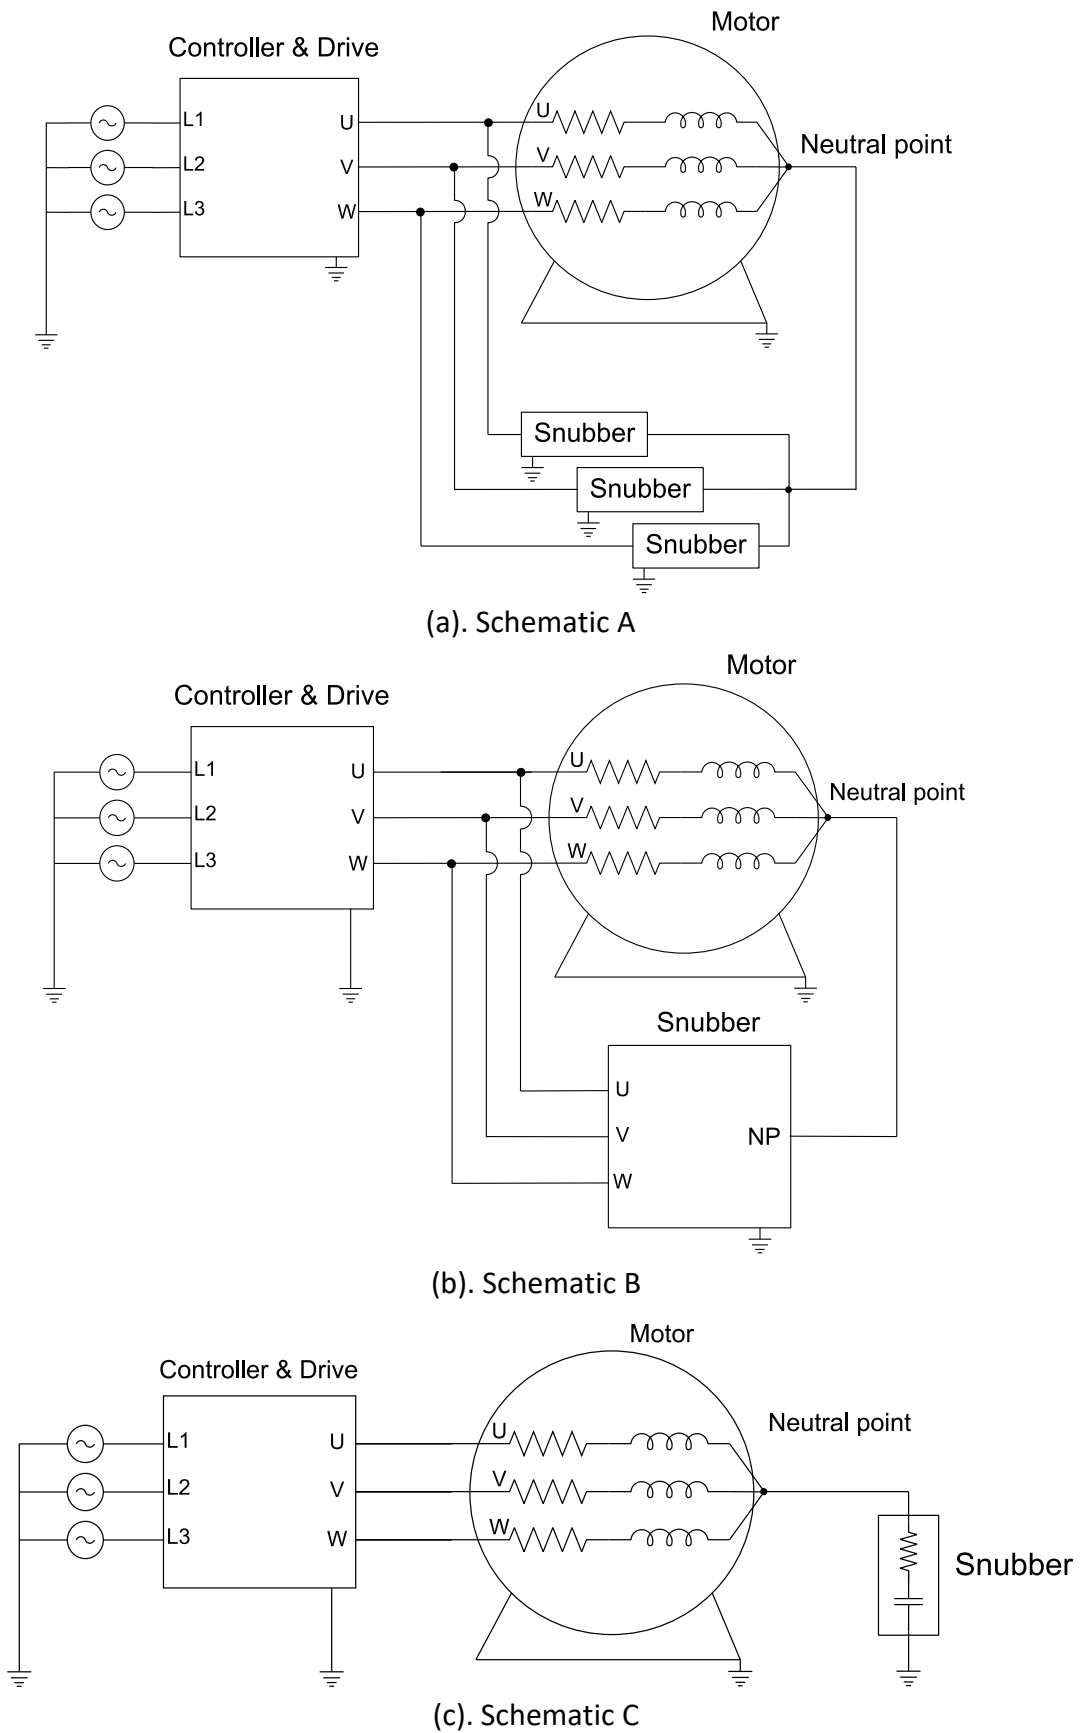 Motor
Controller & Drive
L1
U
U
Neutral point
L2
V
V
L3
W
W
Snubber
Snubber
Snubber
(a). Schematic A
Motor
Controller & Drive
L1
U
U
Neutral point
L2
V
V
L3
W
W
Snubber
U
V
NP
W
(b). Schematic B
Motor
Controller & Drive
Neutral point
L1
U
U
L2
V
V
L3
W
W
Snubber
(c). Schematic C